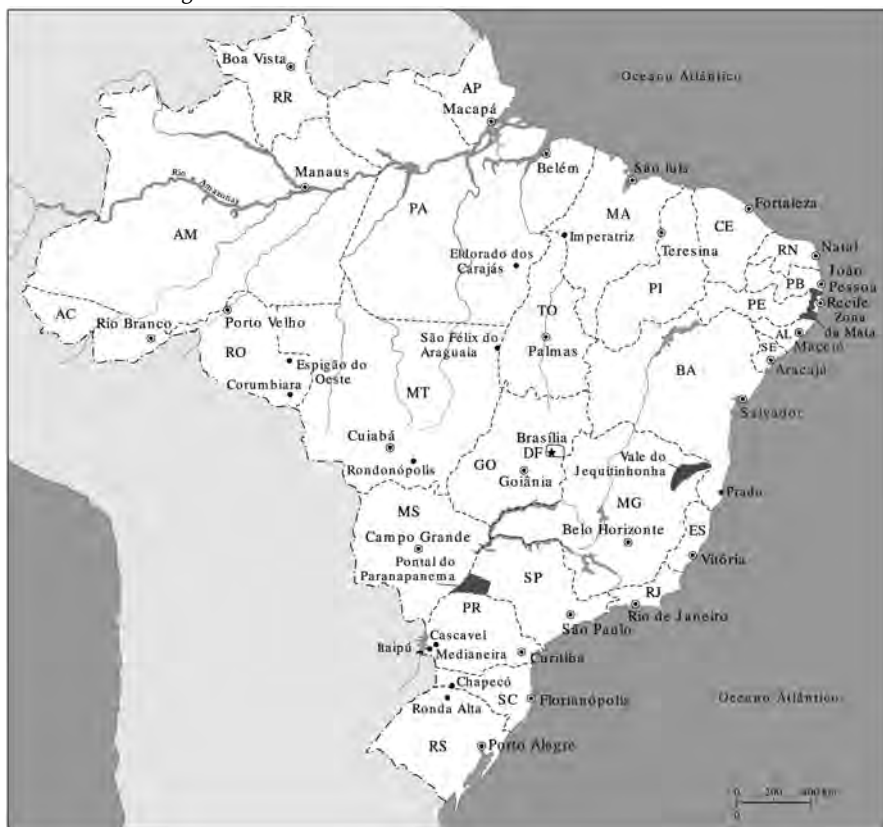 Boa Vista
RR
AP
Macapá
Oceano Atlântico
Manaus
Belém
São luía
Rio Amazonas
AM
PA
MA
Imperatriz
Teresina
CE
Fortaleza
RN
Natal
João
Pessoa
PB
PE
Recife
Zona
da Mata
PI
Eldorado dos
Carajás
TO
Palmas
AL
Maceió
SE
Aracajú
AC
Rio Branco
Porto Velho
RO
Espigão do
Oeste
Corumbiara
São Félix do
Araguaia
MT
BA
Salvador
Cuiabá
Rondonópolis
GO
Brasília
DF
Goiânia
Vale do
Jequitinhonha
MG
Prado
MS
Campo Grande
Belo Horizonte
ES
Vitória
Pontal do
Paranapanema
SP
RJ
Rio de Janeiro
São Paulo
PR
Cascavel
Itaipú
Medianeira
Curitiba
Chapecó
Ronda Alta
SC
Florianópolis
Oceano Atlântico
RS
Porto Alegre
0 200 400 km
0